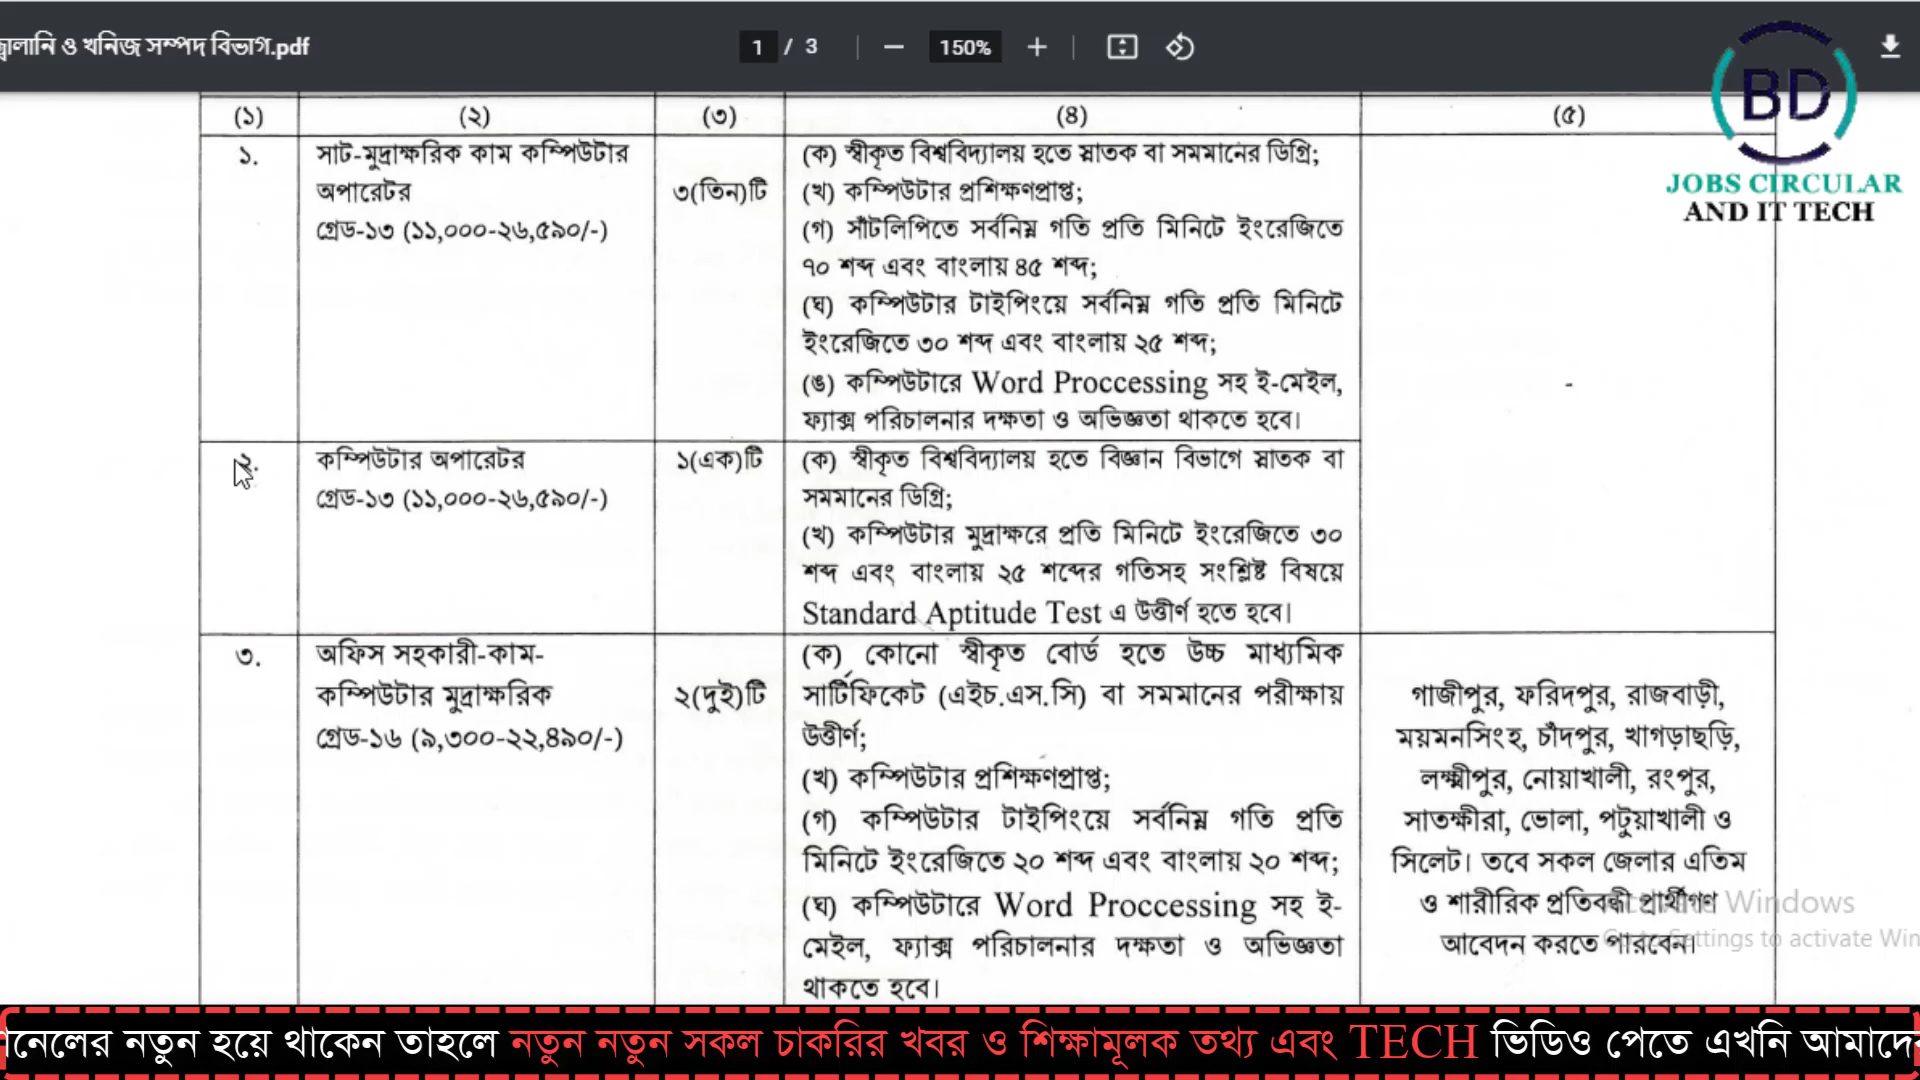 জ্বালানি ও খনিজ সম্পদ বিভাগ.pdf
1 / 3
150%
BD
JOBS CIRCULAR
AND IT TECH
(১) (২) (৩) (৪) (৫)
১.
সাট-মুদ্রাক্ষরিক কাম কম্পিউটার
অপারেটর
গ্রেড-১৩ (১১,০০০-২৬,৫৯০/-)
৩(তিন)টি
(ক) স্বীকৃত বিশ্ববিদ্যালয় হতে স্নাতক বা সমমানের ডিগ্রি;
(খ) কম্পিউটার প্রশিক্ষণপ্রাপ্ত;
(গ) সাঁটলিপিতে সর্বনিম্ন গতি প্রতি মিনিটে ইংরেজিতে
৭০ শব্দ এবং বাংলায় ৪৫ শব্দ;
(ঘ) কম্পিউটার টাইপিংয়ে সর্বনিম্ন গতি প্রতি মিনিটে
ইংরেজিতে ৩০ শব্দ এবং বাংলায় ২৫ শব্দ;
(ঙ) কম্পিউটারে Word Proccessing সহ ই-মেইল,
ফ্যাক্স পরিচালনার দক্ষতা ও অভিজ্ঞতা থাকতে হবে।
-
২.
কম্পিউটার অপারেটর
গ্রেড-১৩ (১১,০০০-২৬,৫৯০/-)
১(এক)টি
(ক) স্বীকৃত বিশ্ববিদ্যালয় হতে বিজ্ঞান বিভাগে স্নাতক বা
সমমানের ডিগ্রি;
(খ) কম্পিউটার মুদ্রাক্ষরে প্রতি মিনিটে ইংরেজিতে ৩০
শব্দ এবং বাংলায় ২৫ শব্দের গতিসহ সংশ্লিষ্ট বিষয়ে
Standard Aptitude Test এ উত্তীর্ণ হতে হবে।
৩.
অফিস সহকারী-কাম-
কম্পিউটার মুদ্রাক্ষরিক
গ্রেড-১৬ (৯,৩০০-২২,৪৯০/-)
২(দুই)টি
(ক) কোনো স্বীকৃত বোর্ড হতে উচ্চ মাধ্যমিক
সার্টিফিকেট (এইচ.এস.সি) বা সমমানের পরীক্ষায়
উত্তীর্ণ;
(খ) কম্পিউটার প্রশিক্ষণপ্রাপ্ত;
(গ) কম্পিউটার টাইপিংয়ে সর্বনিম্ন গতি প্রতি
মিনিটে ইংরেজিতে ২০ শব্দ এবং বাংলায় ২০ শব্দ;
(ঘ) কম্পিউটারে Word Proccessing সহ ই-
মেইল, ফ্যাক্স পরিচালনার দক্ষতা ও অভিজ্ঞতা
থাকতে হবে।
গাজীপুর, ফরিদপুর, রাজবাড়ী,
ময়মনসিংহ, চাঁদপুর, খাগড়াছড়ি,
লক্ষ্মীপুর, নোয়াখালী, রংপুর,
সাতক্ষীরা, ভোলা, পটুয়াখালী ও
সিলেট। তবে সকল জেলার এতিম
ও শারীরিক প্রতিবন্ধী প্রার্থীগণ
আবেদন করতে পারবেন।
Activate Windows
Go to Settings to activate Win
নেলের নতুন হয়ে থাকেন তাহলে নতুন নতুন সকল চাকরির খবর ও শিক্ষামূলক তথ্য এবং TECH ভিডিও পেতে এখনি আমাদে